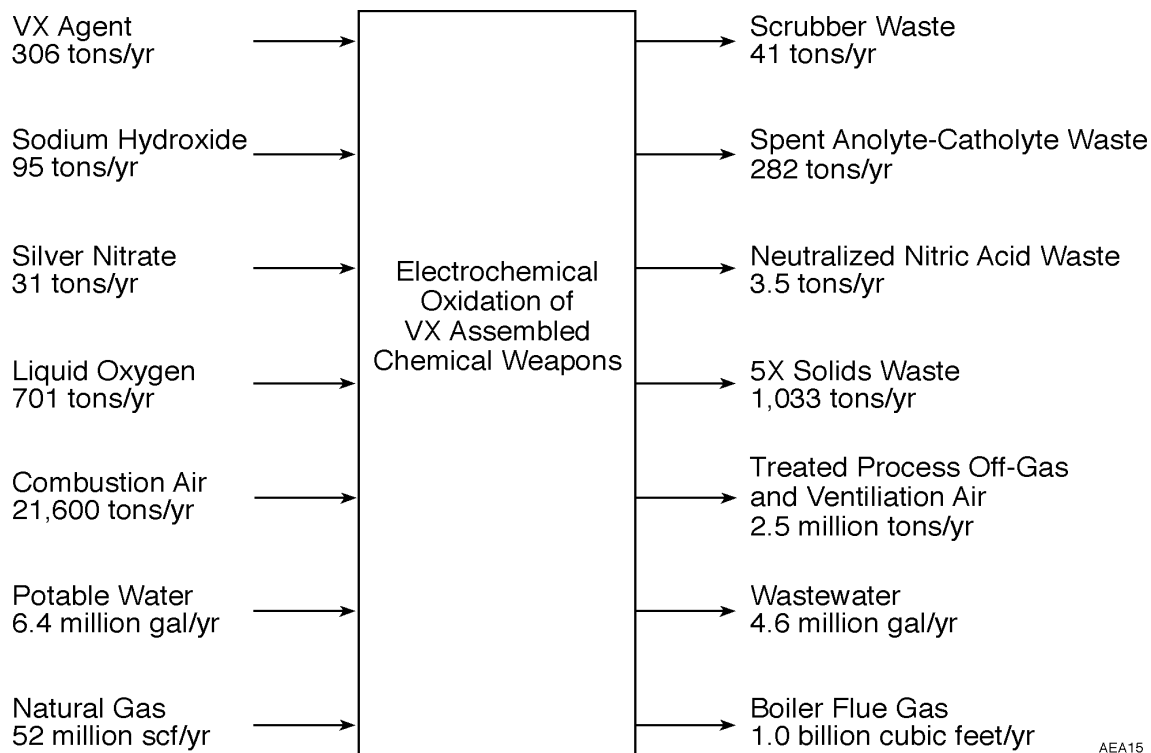 VX Agent
306 tons/yr
Sodium Hydroxide
95 tons/yr
Silver Nitrate
31 tons/yr
Liquid Oxygen
701 tons/yr
Combustion Air
21,600 tons/yr
Potable Water
6.4 million gal/yr
Natural Gas
52 million scf/yr
Electrochemical
Oxidation of
VX Assembled
Chemical Weapons
Scrubber Waste
41 tons/yr
Spent Anolyte-Catholyte Waste
282 tons/yr
Neutralized Nitric Acid Waste
3.5 tons/yr
5X Solids Waste
1,033 tons/yr
Treated Process Off-Gas
and Ventiliation Air
2.5 million tons/yr
Wastewater
4.6 million gal/yr
Boiler Flue Gas
1.0 billion cubic feet/yr
AEA15